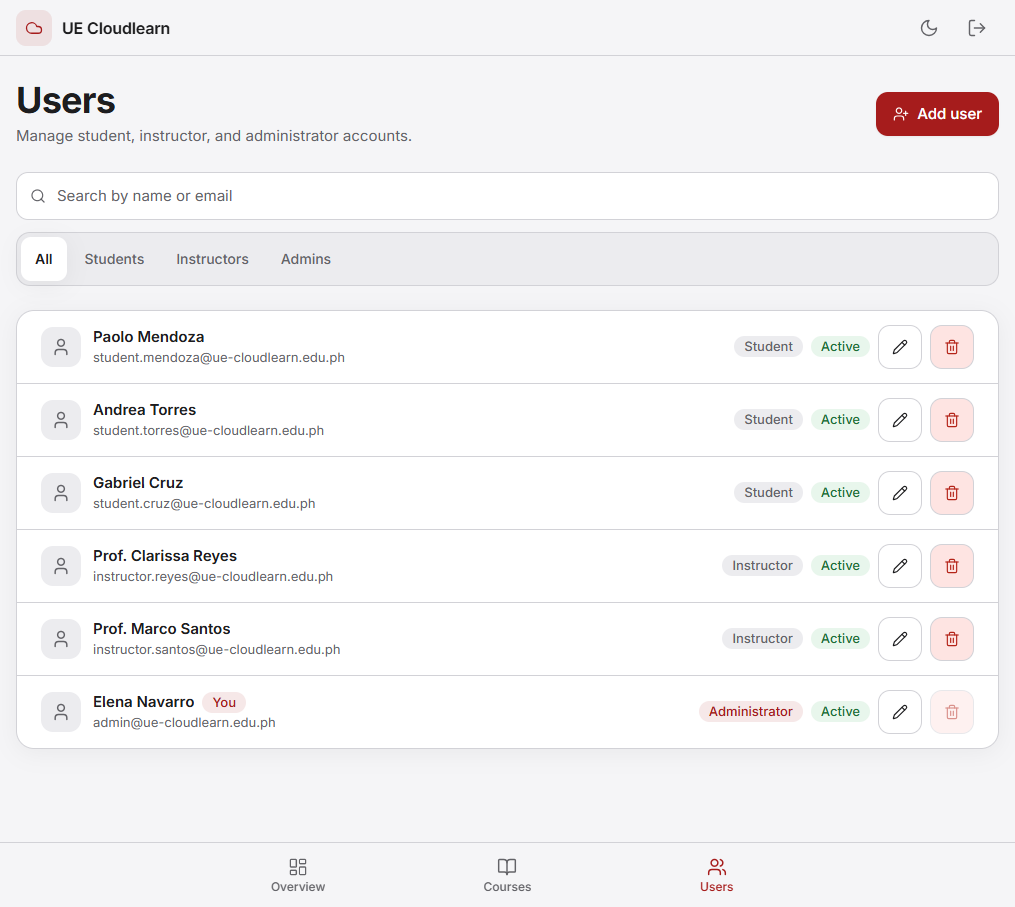 UE Cloudlearn
Users
Manage student, instructor, and administrator accounts.
Add user
Search by name or email
All Students Instructors Admins
Paolo Mendoza
student.mendoza@ue-cloudlearn.edu.ph
Student Active
Andrea Torres
student.torres@ue-cloudlearn.edu.ph
Student Active
Gabriel Cruz
student.cruz@ue-cloudlearn.edu.ph
Student Active
Prof. Clarissa Reyes
instructor.reyes@ue-cloudlearn.edu.ph
Instructor Active
Prof. Marco Santos
instructor.santos@ue-cloudlearn.edu.ph
Instructor Active
Elena Navarro You
admin@ue-cloudlearn.edu.ph
Administrator Active
Overview Courses Users